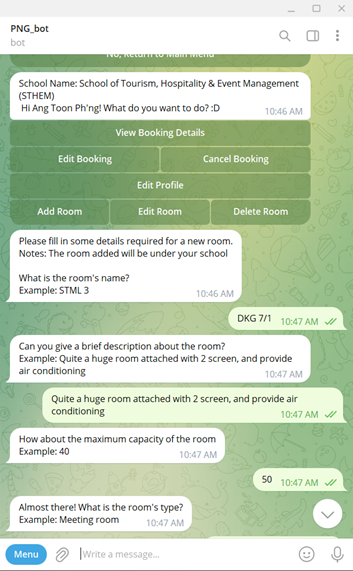 PNG_bot
bot
No, Return to Main Menu
School Name: School of Tourism, Hospitality & Event Management
(STHEM)
Hi Ang Toon Ph'ng! What do you want to do? :D
10:46 AM
View Booking Details
Edit Booking
Cancel Booking
Edit Profile
Add Room
Edit Room
Delete Room
Please fill in some details required for a new room.
Notes: The room added will be under your school
What is the room's name?
Example: STML 3
10:46 AM
DKG 7/1
10:47 AM
Can you give a brief description about the room?
Example: Quite a huge room attached with 2 screen, and provide
air conditioning
10:47 AM
Quite a huge room attached with 2 screen, and provide air
conditioning
10:47 AM
How about the maximum capacity of the room
Example: 40
10:47 AM
50
10:47 AM
Almost there! What is the room's type?
Example: Meeting room
10:47 AM
Menu
Write a message...